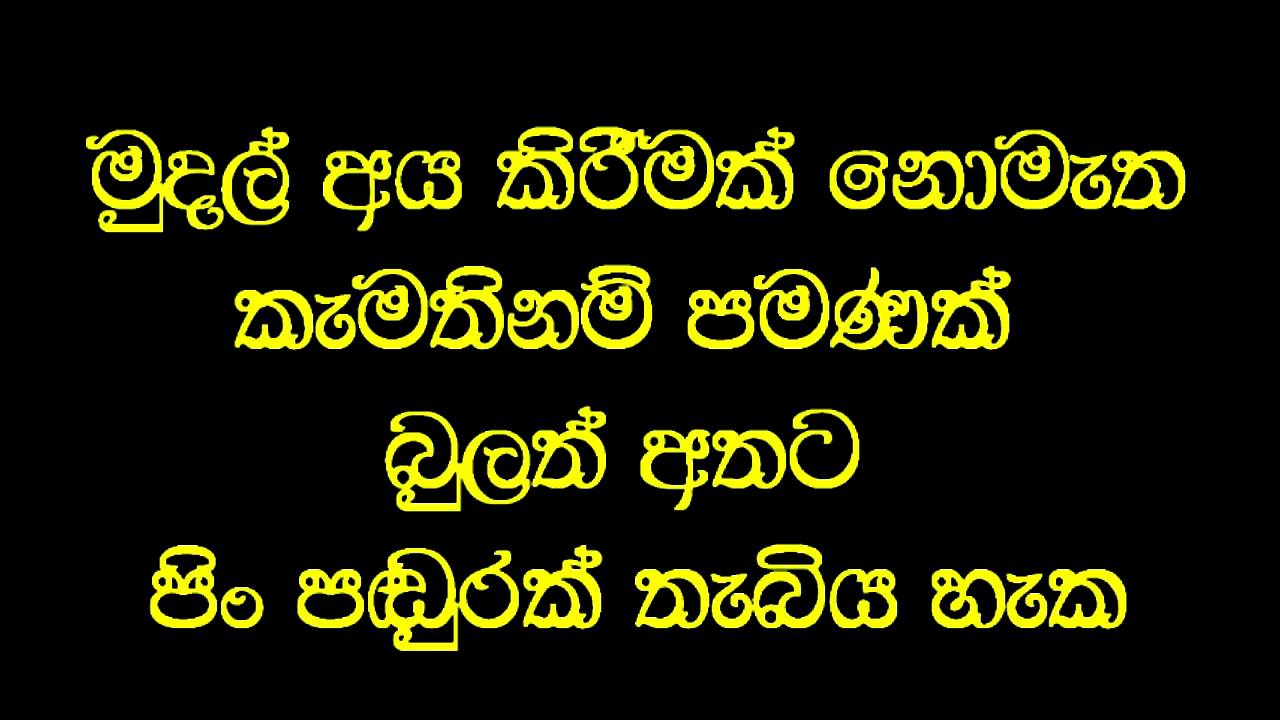 මුදල් අය කිරීමක් නොමැත
කැමතිනම් පමණක්
බුලත් අතට
පිං පඬුරක් තැබිය හැක